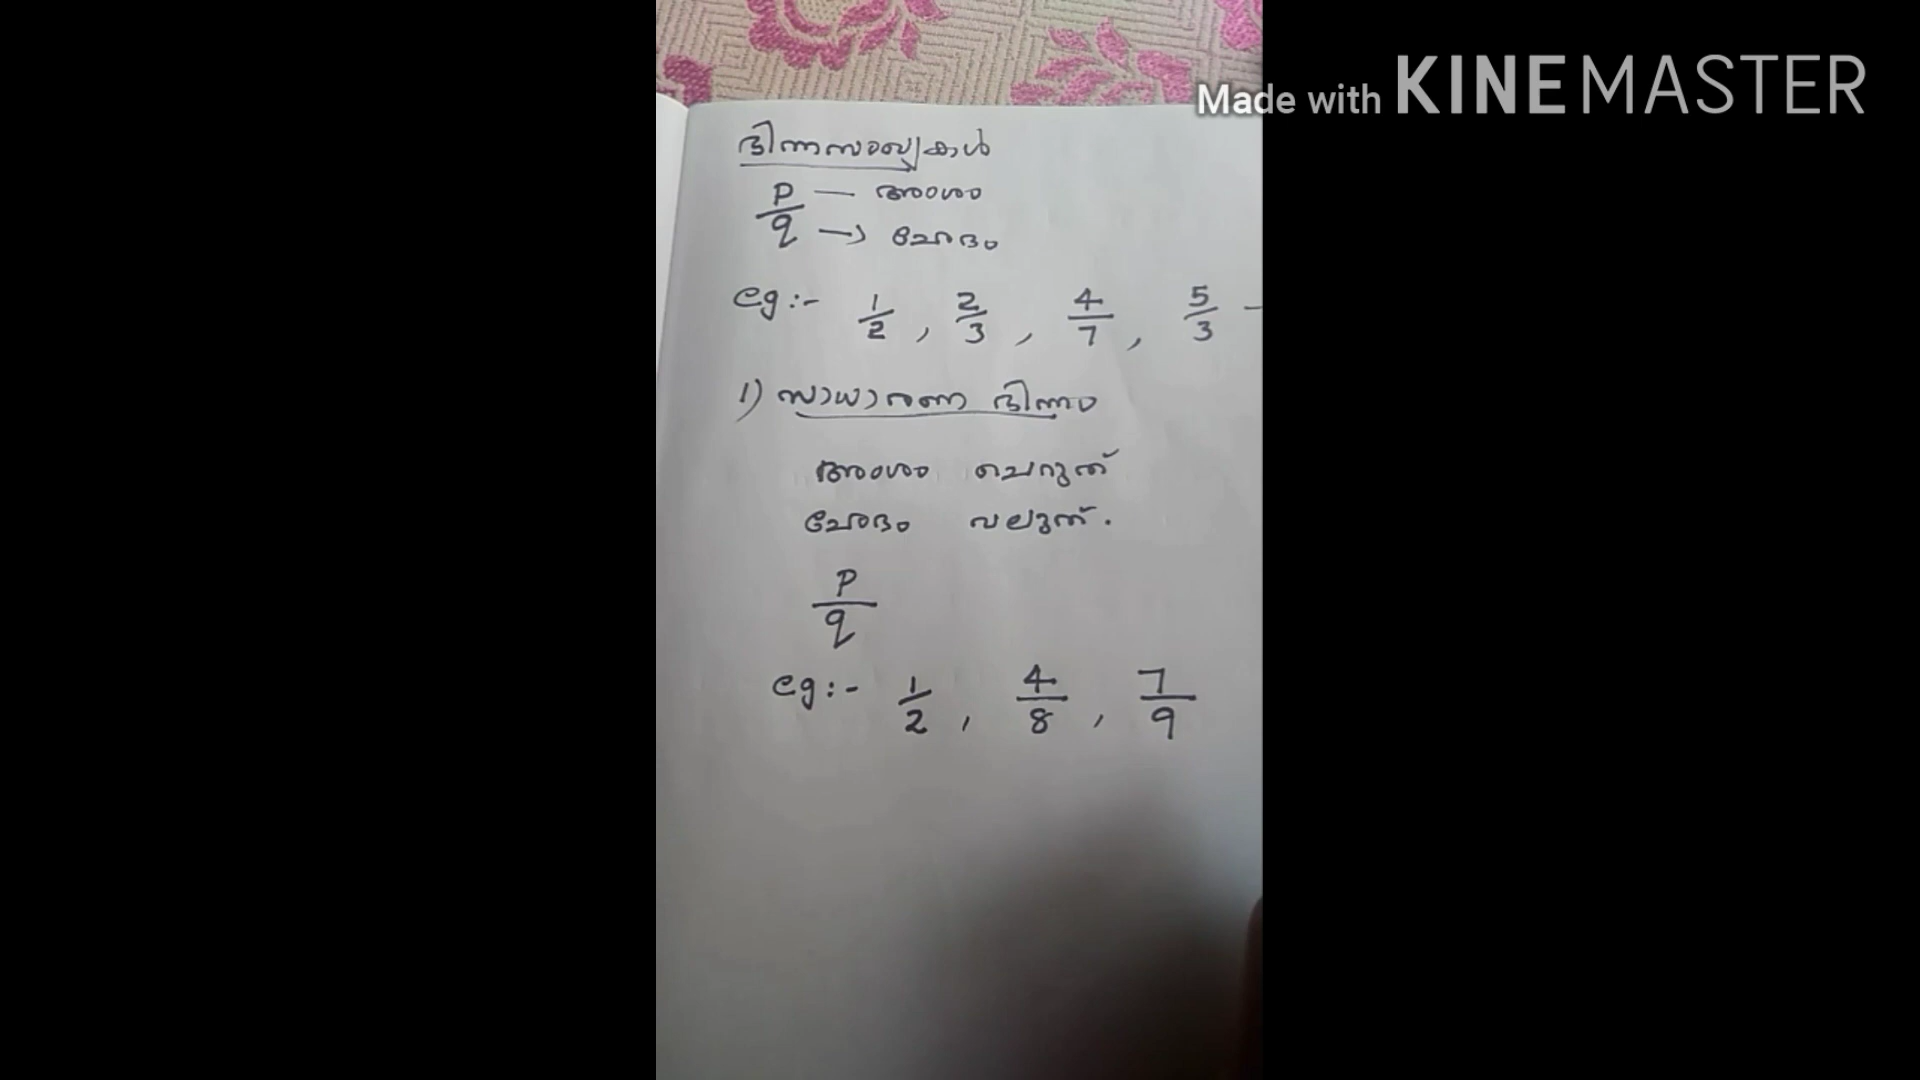 Made with KINEMASTER
ഭിന്നസംഖ്യകൾ
p — അംശം
q → ഛേദം
eg:- 1/2, 2/3, 4/7, 5/3 -
1) സാധാരണ ഭിന്നം
അംശം ചെറുത്
ഛേദം വലുത്.
p/q
eg:- 1/2, 4/8, 7/9